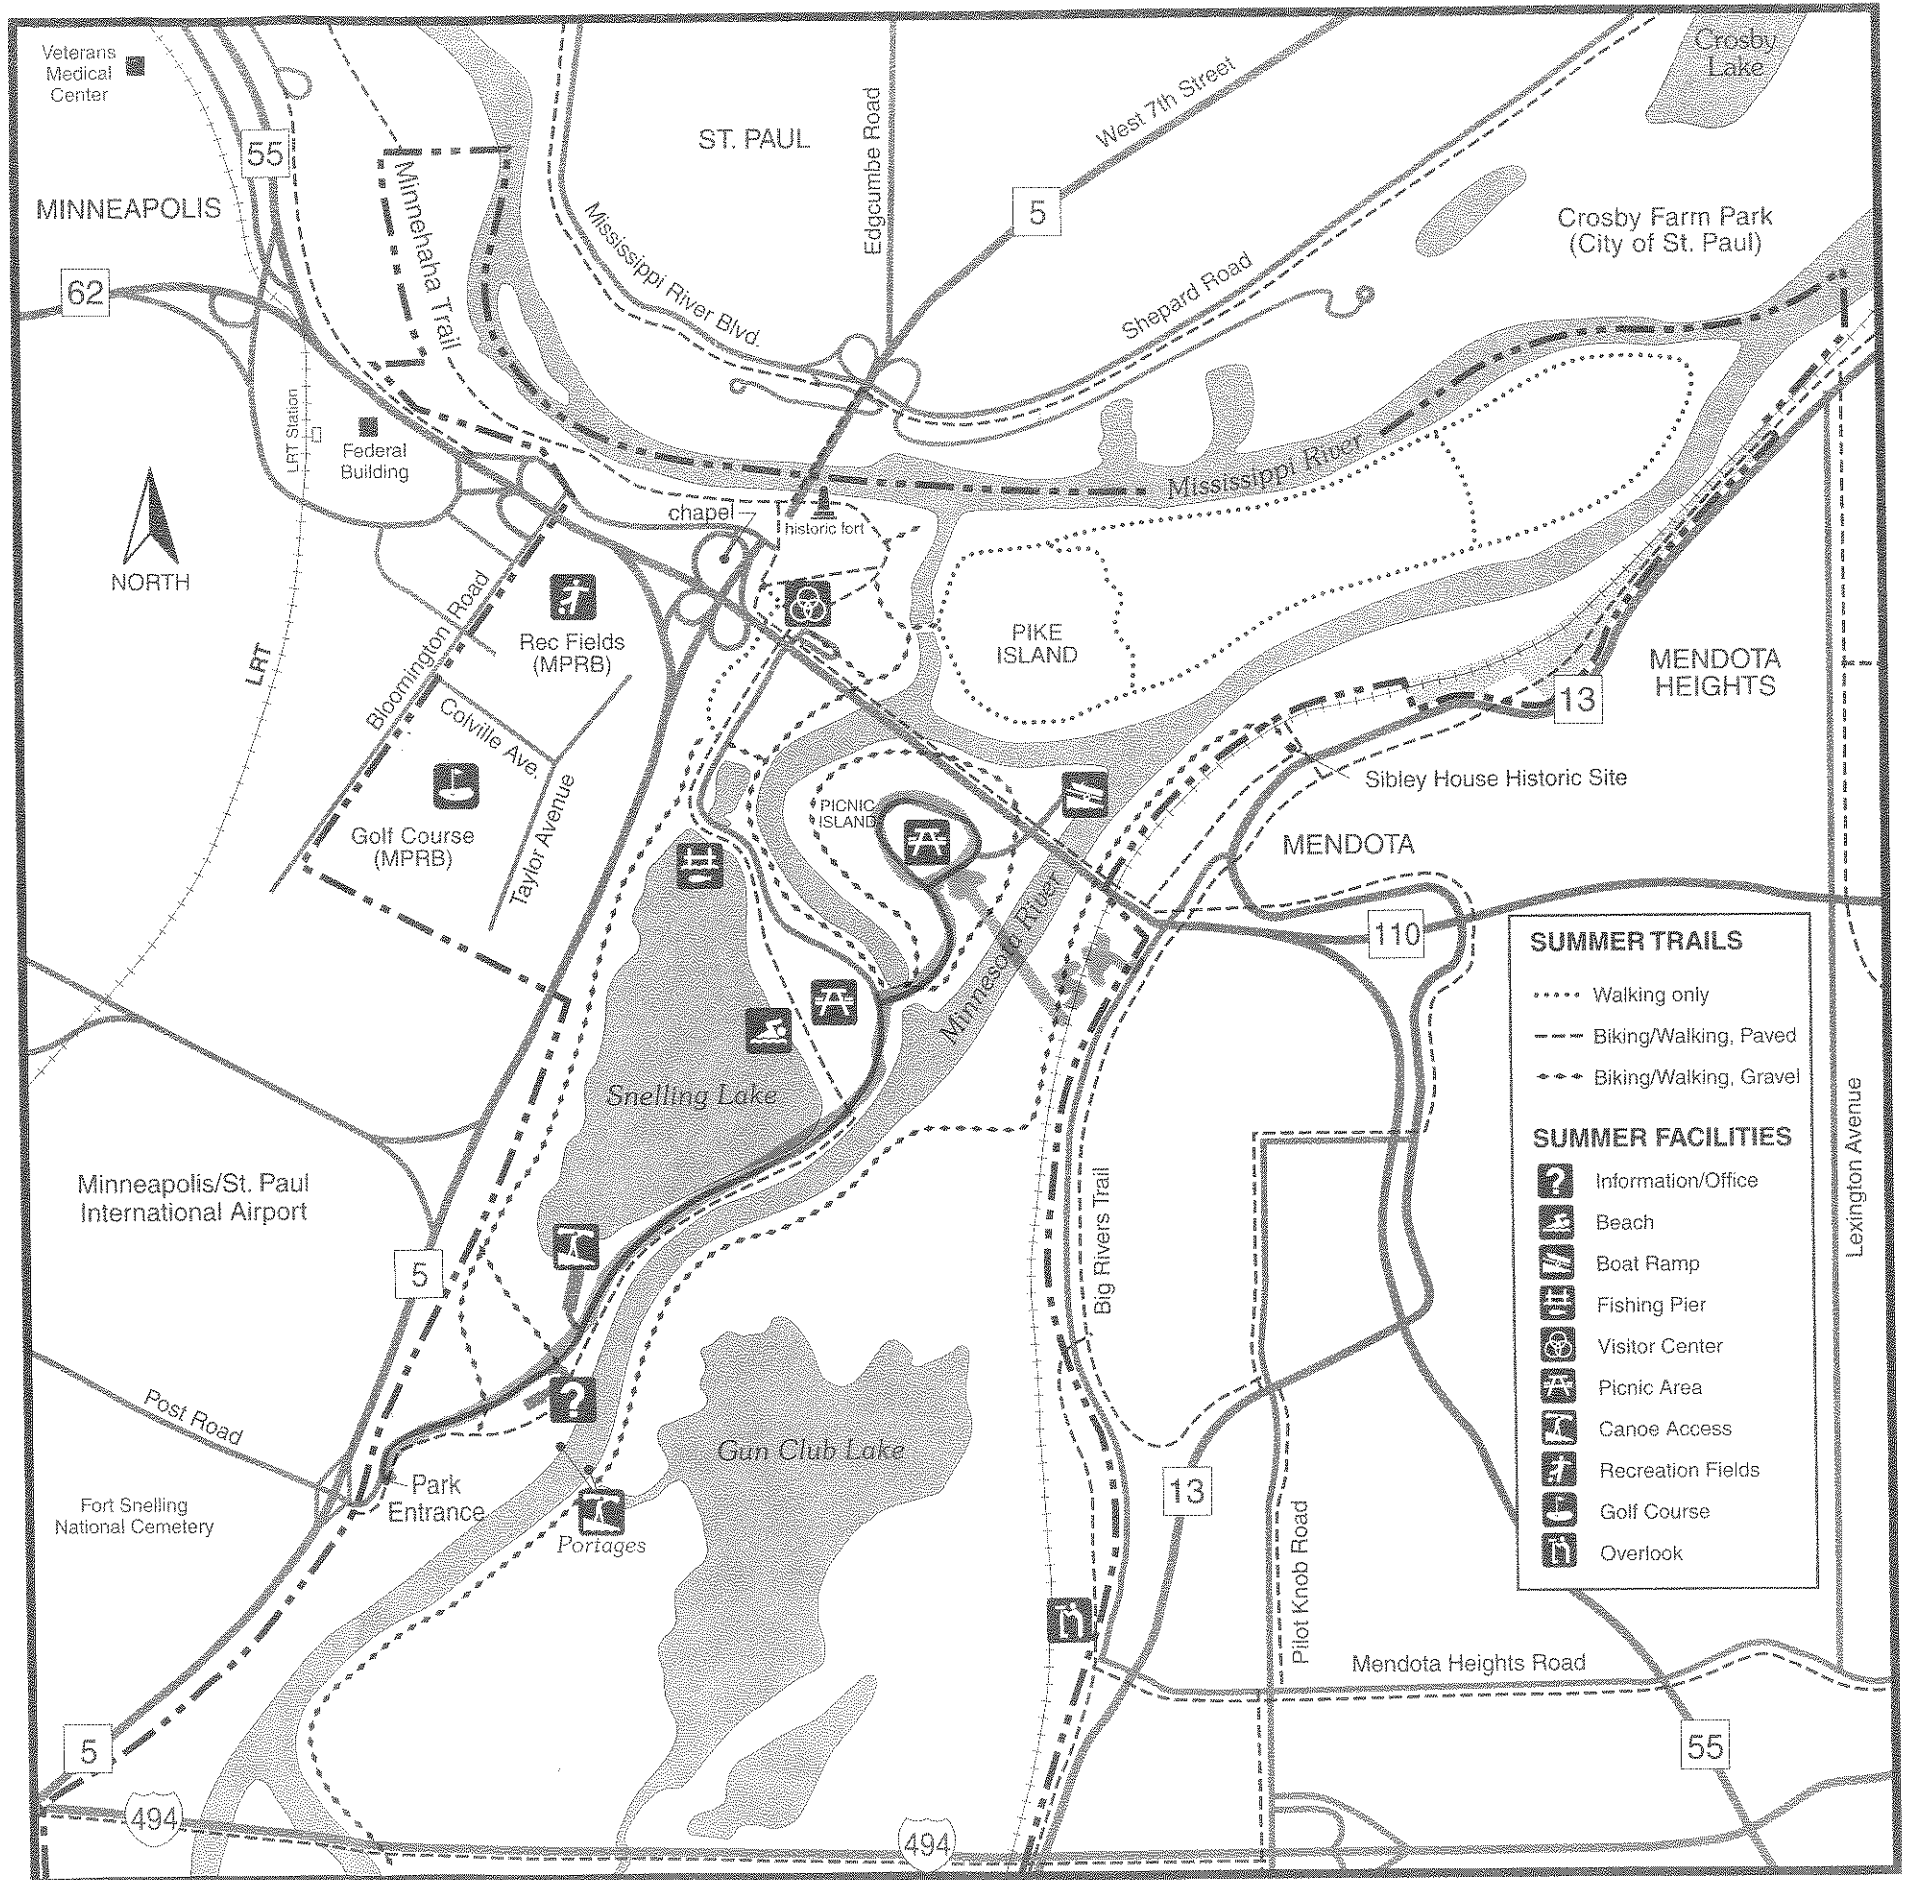 Veterans
Medical
Center
MINNEAPOLIS
55
62
Minnehaha Trail
ST. PAUL
Mississippi River Blvd.
Edgcumbe Road
West 7th Street
5
Shepard Road
Crosby
Lake
Crosby Farm Park
(City of St. Paul)
LRT Station
Federal
Building
NORTH
LRT
chapel
historic fort
Mississippi River
Bloomington Road
Rec Fields
(MPRB)
Colville Ave.
Taylor Avenue
Golf Course
(MPRB)
PIKE
ISLAND
PICNIC
ISLAND
MENDOTA
HEIGHTS
13
Sibley House Historic Site
MENDOTA
110
Minnesota River
Snelling Lake
Minneapolis/St. Paul
International Airport
5
Big Rivers Trail
Lexington Avenue
SUMMER TRAILS
Walking only
Biking/Walking, Paved
Biking/Walking, Gravel
SUMMER FACILITIES
?
Information/Office
Beach
Boat Ramp
Fishing Pier
Visitor Center
Picnic Area
Canoe Access
Recreation Fields
Golf Course
Overlook
Post Road
?
Park
Entrance
Fort Snelling
National Cemetery
Portages
Gun Club Lake
13
Pilot Knob Road
Mendota Heights Road
5
494
494
55